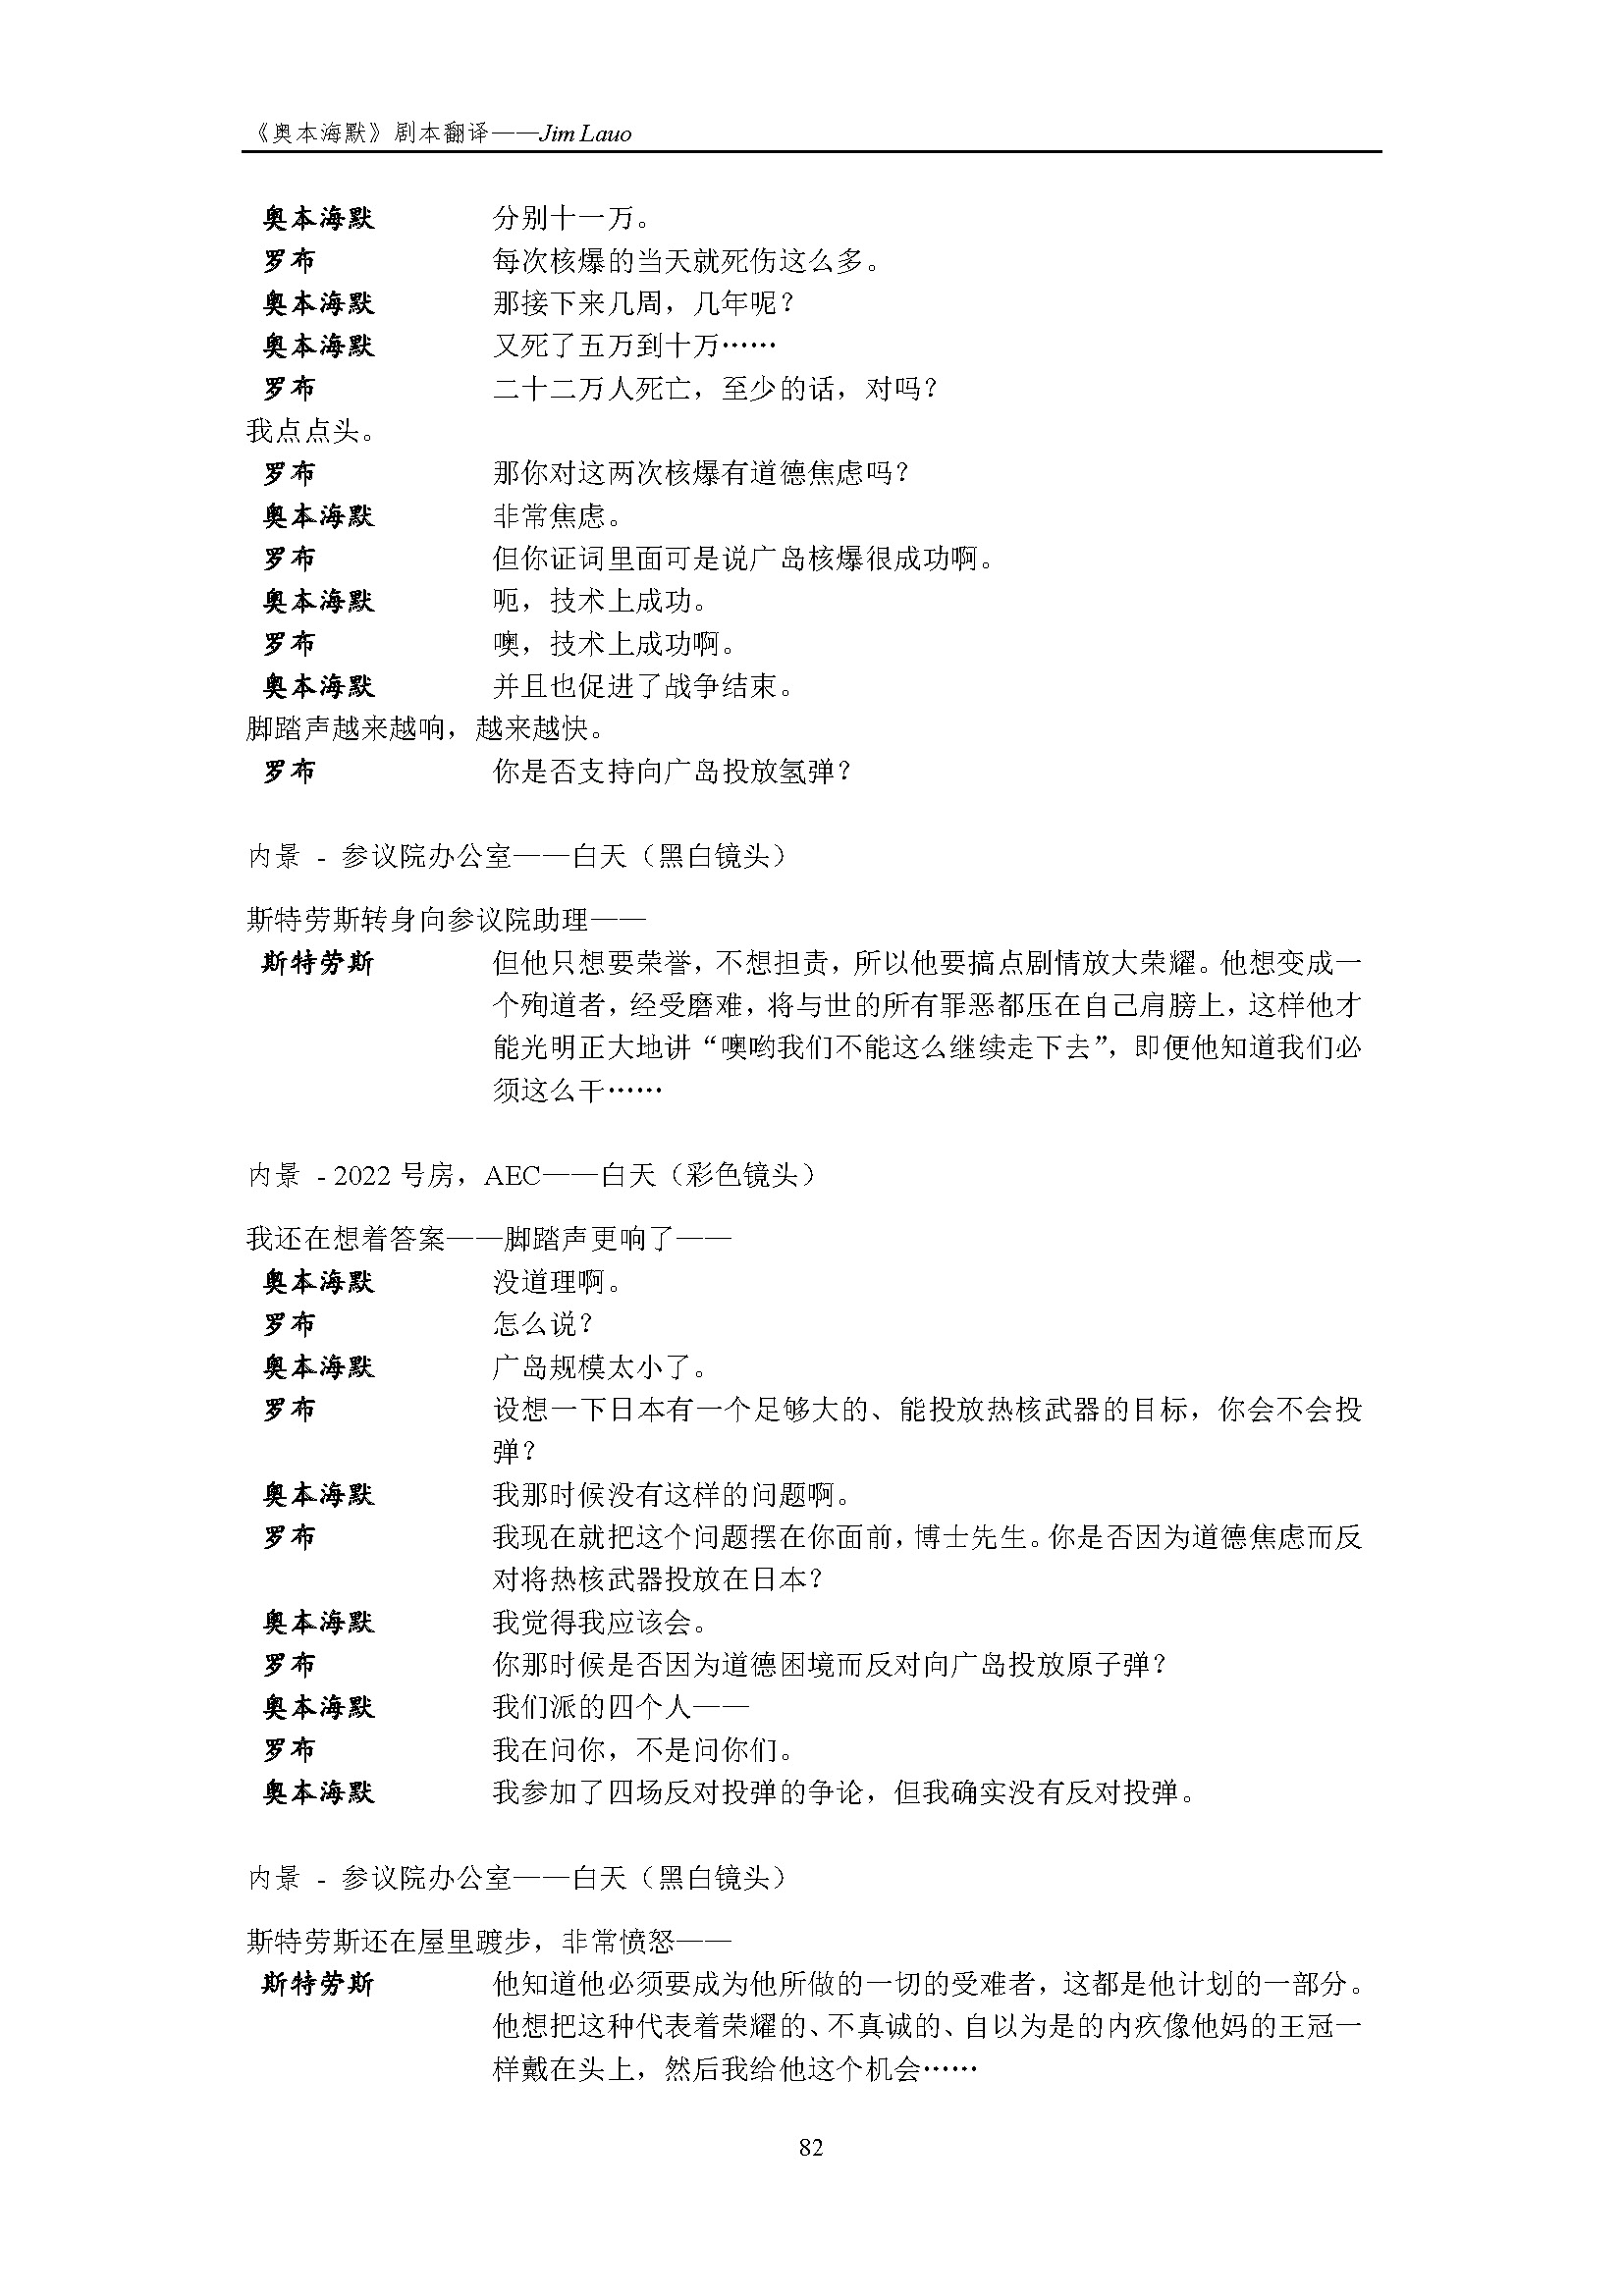 《奥本海默》剧本翻译——Jim Lauo
奥本海默 分别十一万。
罗布 每次核爆的当天就死伤这么多。
奥本海默 那接下来几周，几年呢？
奥本海默 又死了五万到十万……
罗布 二十二万人死亡，至少的话，对吗？
我点点头。
罗布 那你对这两次核爆有道德焦虑吗？
奥本海默 非常焦虑。
罗布 但你证词里面可是说广岛核爆很成功啊。
奥本海默 呃，技术上成功。
罗布 噢，技术上成功啊。
奥本海默 并且也促进了战争结束。
脚踏声越来越响，越来越快。
罗布 你是否支持向广岛投放氢弹？
内景 - 参议院办公室——白天（黑白镜头）
斯特劳斯转身向参议院助理——
斯特劳斯 但他只想要荣誉，不想担责，所以他要搞点剧情放大荣耀。他想变成一
个殉道者，经受磨难，将与世的所有罪恶都压在自己肩膀上，这样他才
能光明正大地讲“噢哟我们不能这么继续走下去”，即便他知道我们必
须这么干……
内景 - 2022 号房，AEC——白天（彩色镜头）
我还在想着答案——脚踏声更响了——
奥本海默 没道理啊。
罗布 怎么说？
奥本海默 广岛规模太小了。
罗布 设想一下日本有一个足够大的、能投放热核武器的目标，你会不会投
弹？
奥本海默 我那时候没有这样的问题啊。
罗布 我现在就把这个问题摆在你面前，博士先生。你是否因为道德焦虑而反
对将热核武器投放在日本？
奥本海默 我觉得我应该会。
罗布 你那时候是否因为道德困境而反对向广岛投放原子弹？
奥本海默 我们派的四个人——
罗布 我在问你，不是问你们。
奥本海默 我参加了四场反对投弹的争论，但我确实没有反对投弹。
内景 - 参议院办公室——白天（黑白镜头）
斯特劳斯还在屋里踱步，非常愤怒——
斯特劳斯 他知道他必须要成为他所做的一切的受难者，这都是他计划的一部分。
他想把这种代表着荣耀的、不真诚的、自以为是的内疚像他妈的王冠一
样戴在头上，然后我给他这个机会……
82